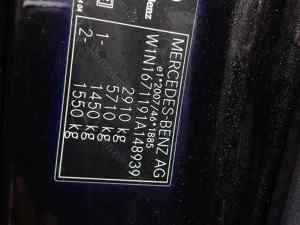 MERCEDES-BENZ AG
e1*2007/46*1885
W1N1671191A148939
2910 kg
5710 kg
1- 1450 kg
2- 1550 kg